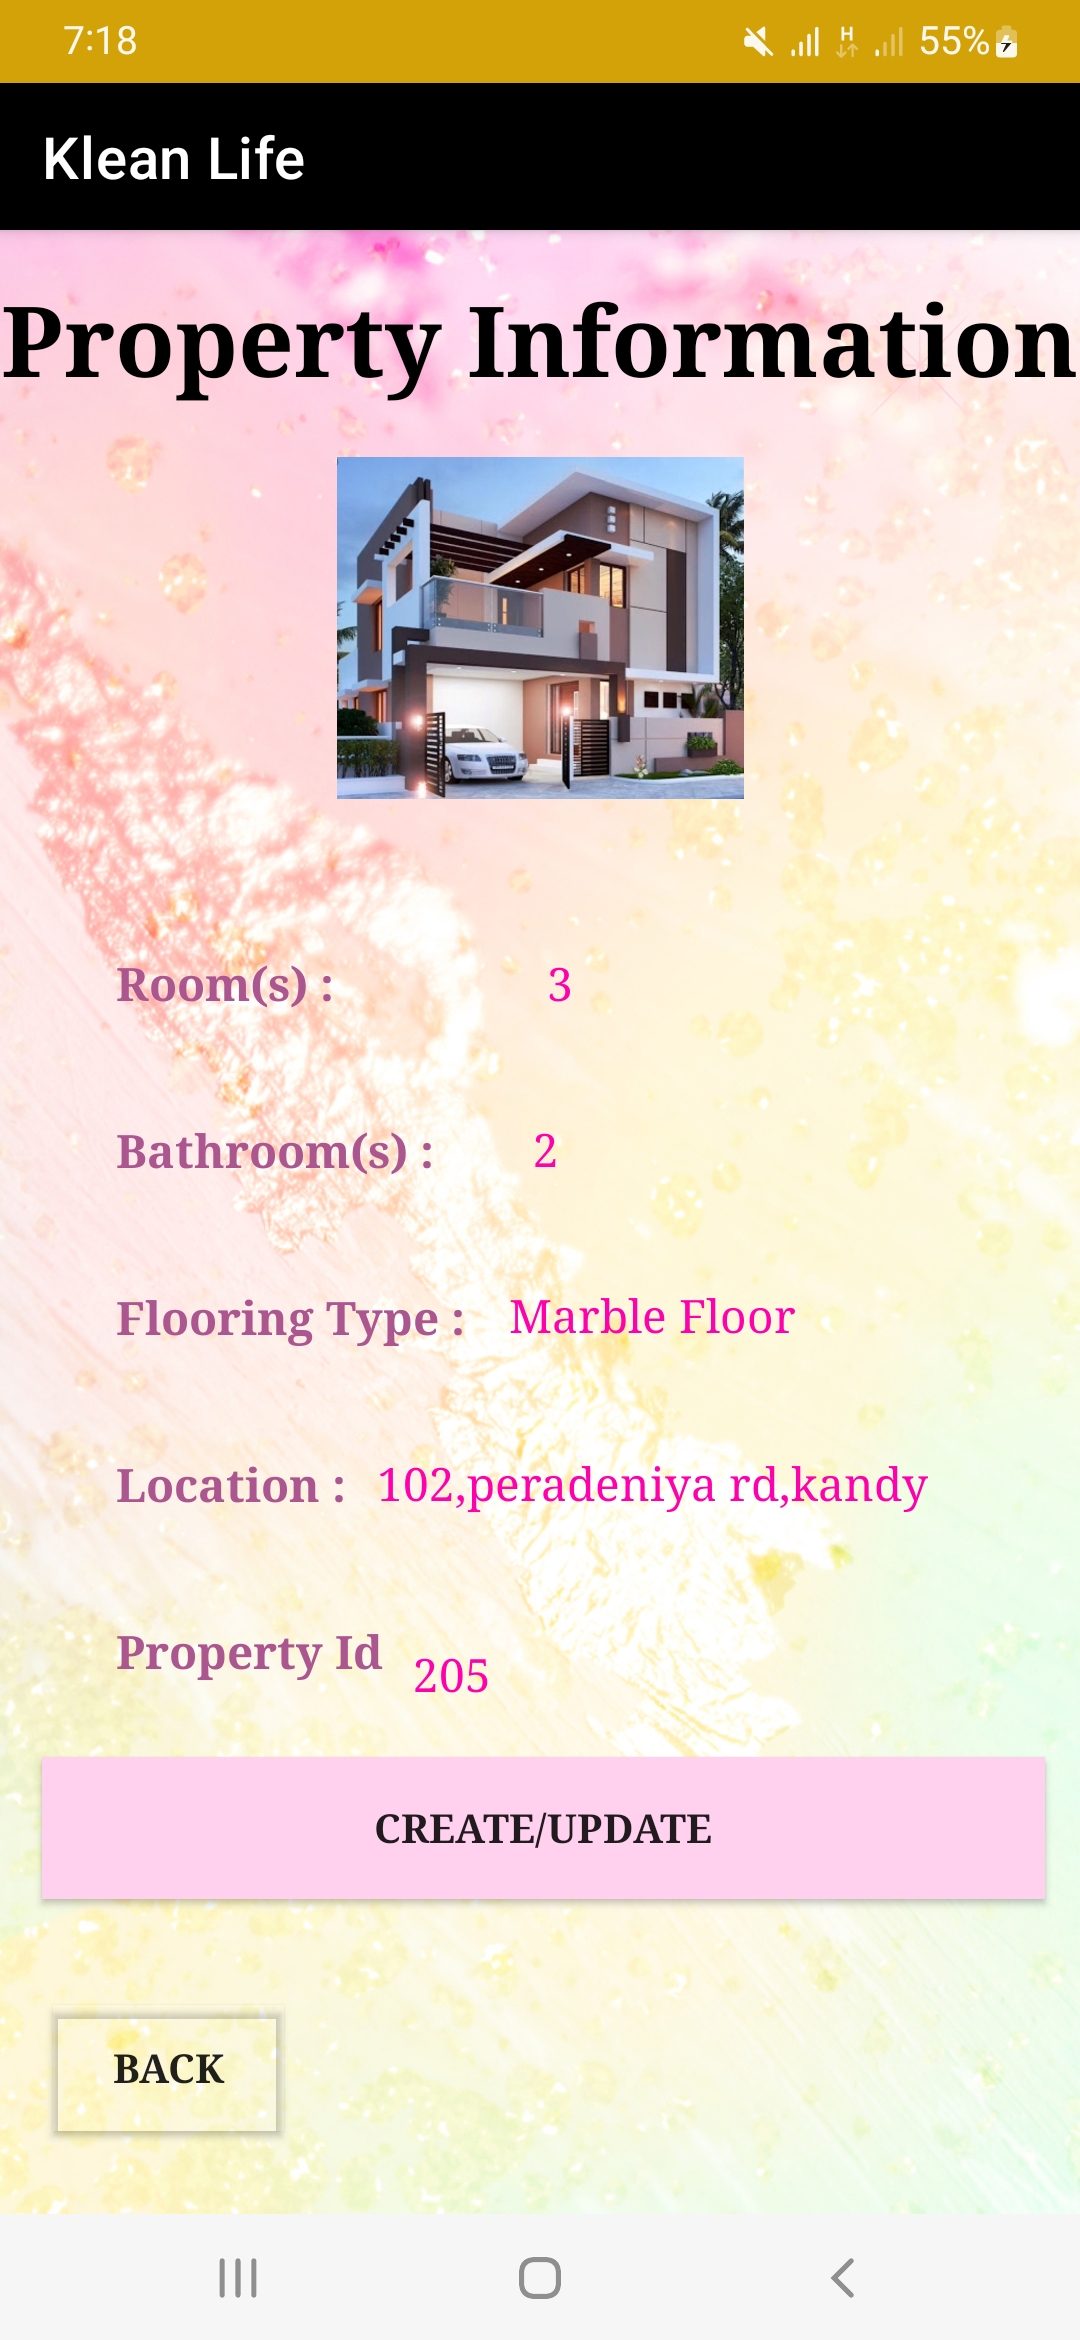 7:18 H 55%
Klean Life
Property Information
Room(s) : 3
Bathroom(s) : 2
Flooring Type : Marble Floor
Location : 102,peradeniya rd,kandy
Property Id 205
CREATE/UPDATE
BACK